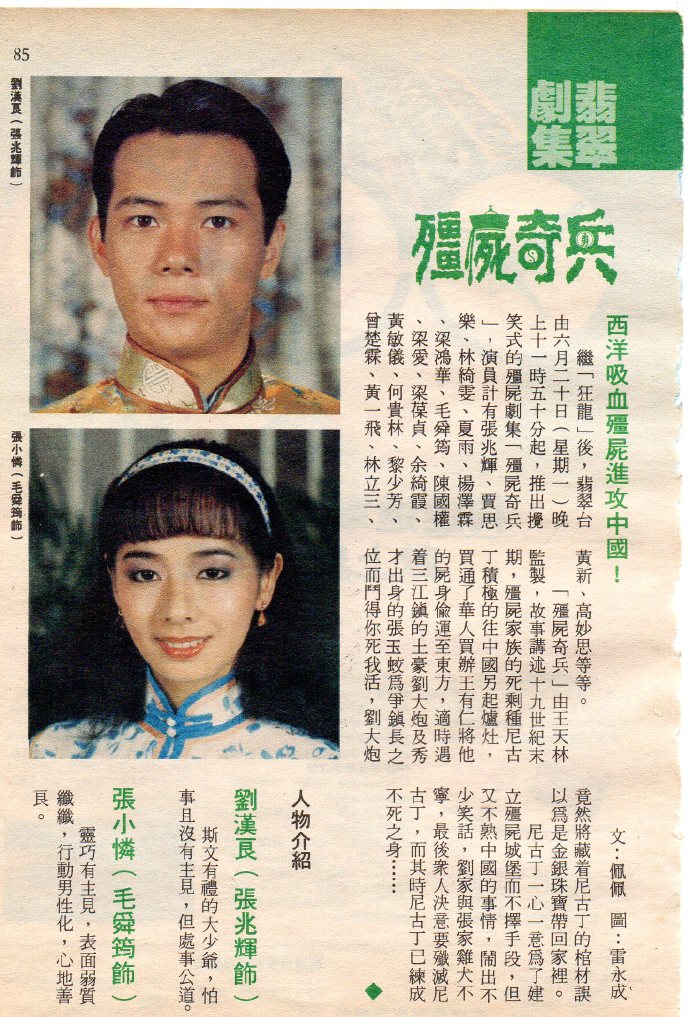 85
翡翠
劇集
殭屍奇兵
西洋吸血殭屍進攻中國！
繼「狂龍」後，翡翠台
由六月二十日（星期一）晚
上十一時五十分起，推出攪
笑式的殭屍劇集「殭屍奇兵
」，演員計有張兆輝、賈思
樂、林綺雯、夏雨、楊澤霖
、梁鴻華、毛舜筠、陳國權
、梁愛、梁葆貞、余綺霞、
黃敏儀、何貴林、黎少芳、
曾楚霖、黃一飛、林立三、
黃新、高妙思等等。
「殭屍奇兵」由王天林
監製，故事講述十九世紀末
期，殭屍家族的死剩種尼古
丁積極的往中國另起爐灶，
買通了華人買辦王有仁將他
的屍身偷運至東方，適時遇
着三江鎮的土豪劉大炮及秀
才出身的張玉蛟爲爭鎮長之
位而鬥得你死我活，劉大炮
文：佩佩　圖：雷永成
竟然將藏着尼古丁的棺材誤
以爲是金銀珠寶帶回家裡。
尼古丁一心一意爲了建
立殭屍城堡而不擇手段，但
又不熟中國的事情，鬧出不
少笑話，劉家與張家雞犬不
寧，最後衆人決意要殲滅尼
古丁，而其時尼古丁已練成
不死之身……
人物介紹
劉漢良（張兆輝飾）
斯文有禮的大少爺，怕
事且沒有主見，但處事公道。
張小憐（毛舜筠飾）
靈巧有主見，表面弱質
纖纖，行動男性化，心地善
良。
劉漢良（張兆輝飾）
張小憐（毛舜筠飾）